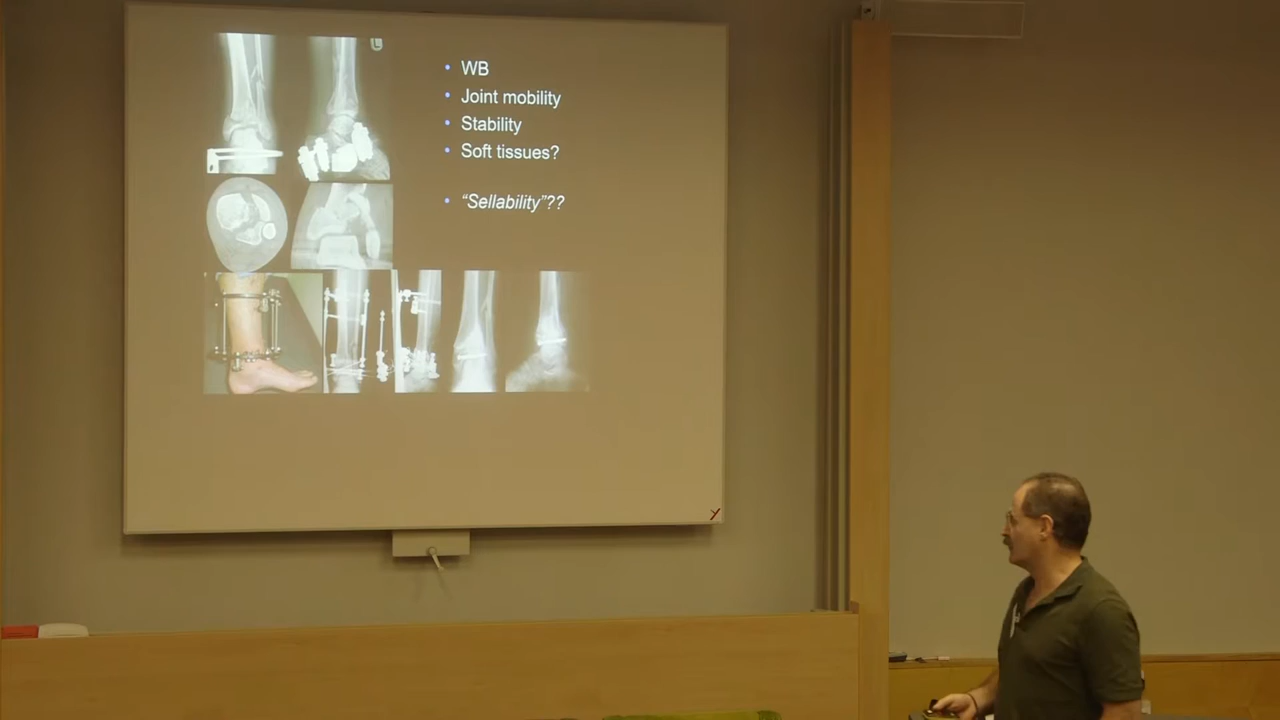 L
WB
Joint mobility
Stability
Soft tissues?
“Sellability”??